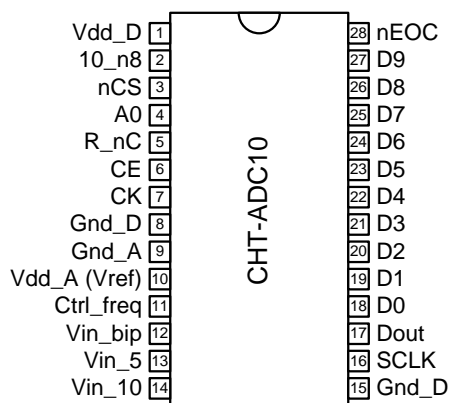 Vdd_D 1 28 nEOC
10_n8 2 27 D9
nCS 3 26 D8
A0 4 25 D7
R_nC 5 24 D6
CE 6 23 D5
CK 7 22 D4
Gnd_D 8 21 D3
Gnd_A 9 20 D2
Vdd_A (Vref) 10 19 D1
Ctrl_freq 11 18 D0
Vin_bip 12 17 Dout
Vin_5 13 16 SCLK
Vin_10 14 15 Gnd_D
CHT-ADC10